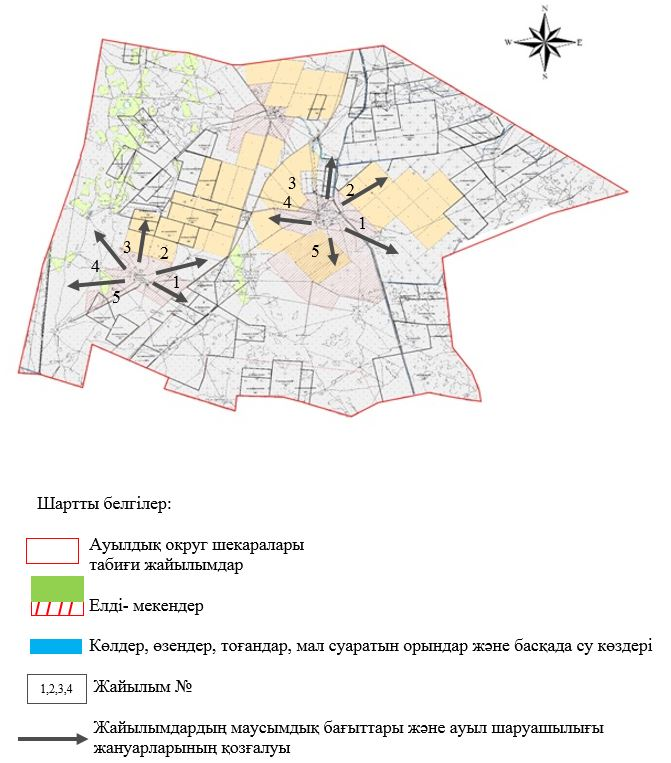 N
W E
N
3 2
4
1
5
3 2
4
1
5
Шартты белгілер:
Ауылдық округ шекаралары
табиғи жайылымдар
Елді- мекендер
Көлдер, өзендер, тоғандар, мал суаратын орындар және басқада су көздері
1,2,3,4 Жайылым №
Жайылымдардың маусымдық бағыттары және ауыл шаруашылығы
жануарларының қозғалуы